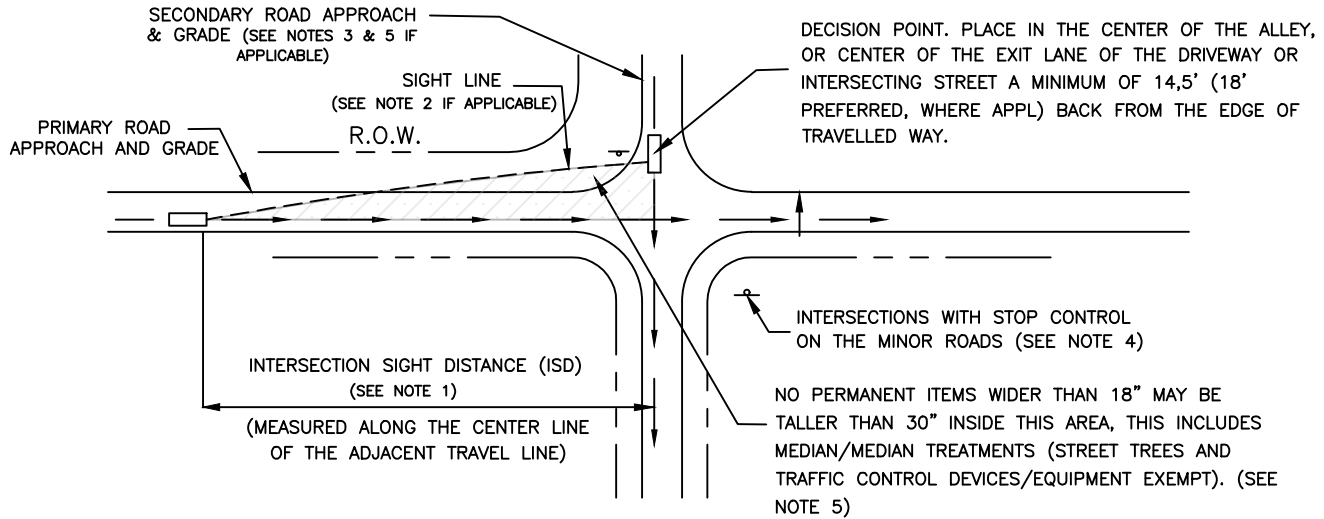 SECONDARY ROAD APPROACH
& GRADE (SEE NOTES 3 & 5 IF
APPLICABLE)
SIGHT LINE
(SEE NOTE 2 IF APPLICABLE)
PRIMARY ROAD
APPROACH AND GRADE
R.O.W.
DECISION POINT. PLACE IN THE CENTER OF THE ALLEY,
OR CENTER OF THE EXIT LANE OF THE DRIVEWAY OR
INTERSECTING STREET A MINIMUM OF 14,5' (18'
PREFERRED, WHERE APPL) BACK FROM THE EDGE OF
TRAVELLED WAY.
INTERSECTION SIGHT DISTANCE (ISD)
(SEE NOTE 1)
(MEASURED ALONG THE CENTER LINE
OF THE ADJACENT TRAVEL LINE)
INTERSECTIONS WITH STOP CONTROL
ON THE MINOR ROADS (SEE NOTE 4)
NO PERMANENT ITEMS WIDER THAN 18" MAY BE
TALLER THAN 30" INSIDE THIS AREA, THIS INCLUDES
MEDIAN/MEDIAN TREATMENTS (STREET TREES AND
TRAFFIC CONTROL DEVICES/EQUIPMENT EXEMPT). (SEE
NOTE 5)